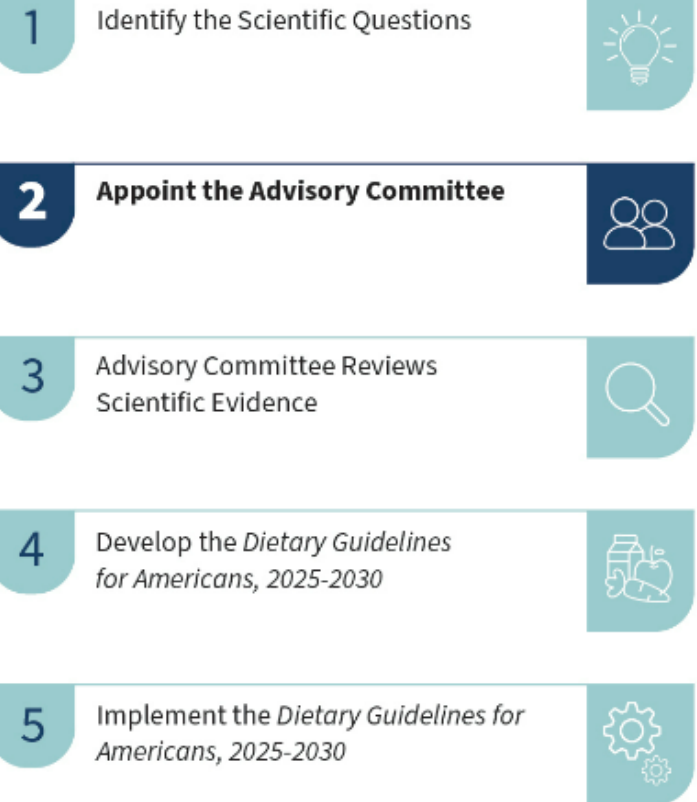 1
Identify the Scientific Questions
2
Appoint the Advisory Committee
3
Advisory Committee Reviews
Scientific Evidence
4
Develop the Dietary Guidelines
for Americans, 2025-2030
5
Implement the Dietary Guidelines for
Americans, 2025-2030